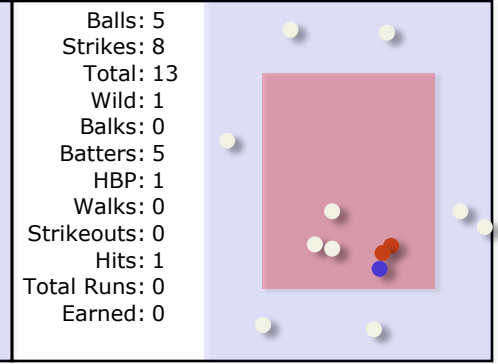 Balls: 5
Strikes: 8
Total: 13
Wild: 1
Balks: 0
Batters: 5
HBP: 1
Walks: 0
Strikeouts: 0
Hits: 1
Total Runs: 0
Earned: 0